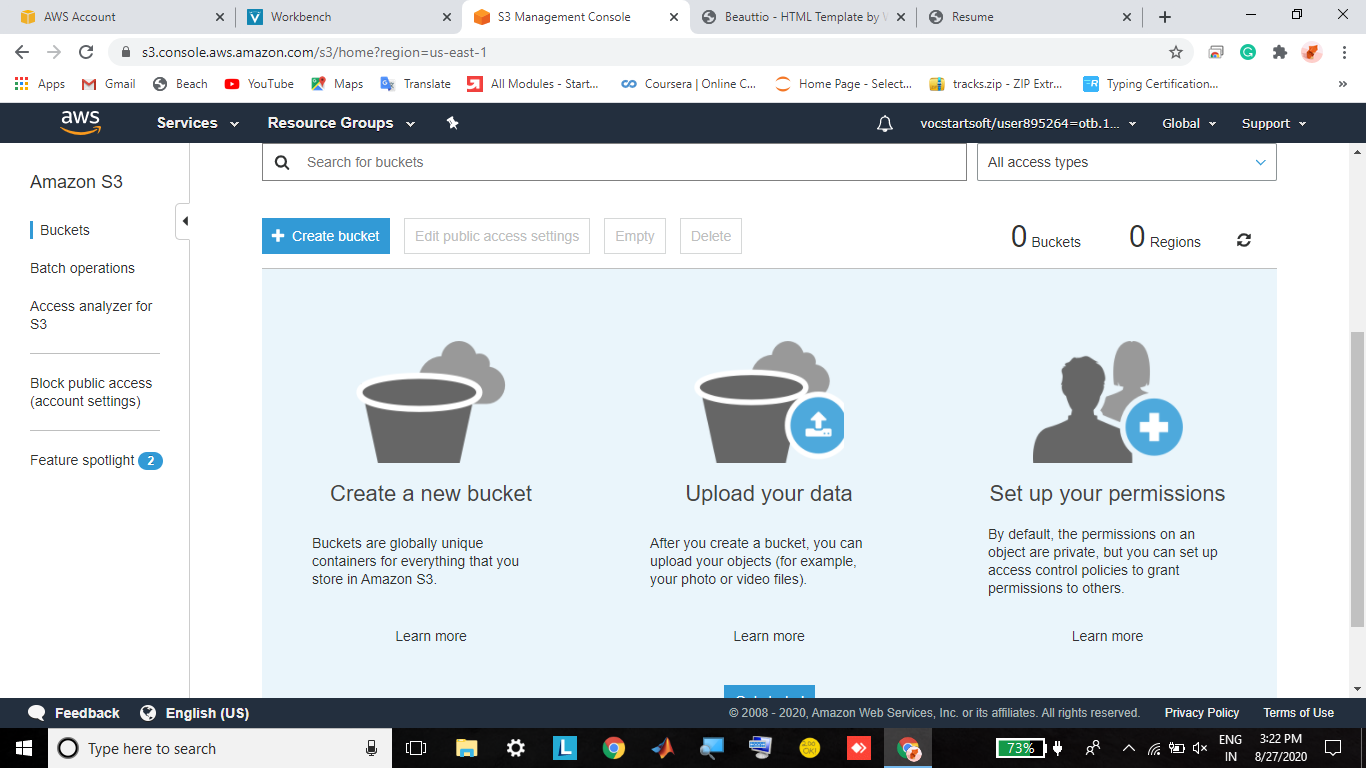 AWS Account
Workbench
S3 Management Console
Beauttio - HTML Template by
Resume
s3.console.aws.amazon.com/s3/home?region=us-east-1
Apps
Gmail
Beach
YouTube
Maps
Translate
All Modules - Start...
Coursera | Online C...
Home Page - Select...
tracks.zip - ZIP Extr...
Typing Certification...
aws
Services
Resource Groups
vocstartsoft/user895264=otb.1...
Global
Support
Amazon S3
Buckets
Batch operations
Access analyzer for
S3
Block public access
(account settings)
Feature spotlight 2
Search for buckets
All access types
Create bucket
Edit public access settings
Empty
Delete
0 Buckets
0 Regions
Create a new bucket
Buckets are globally unique
containers for everything that you
store in Amazon S3.
Learn more
Upload your data
After you create a bucket, you can
upload your objects (for example,
your photo or video files).
Learn more
Set up your permissions
By default, the permissions on an
object are private, but you can set up
access control policies to grant
permissions to others.
Learn more
Feedback
English (US)
© 2008 - 2020, Amazon Web Services, Inc. or its affiliates. All rights reserved.
Privacy Policy
Terms of Use
Type here to search
L
73%
ENG
IN
3:22 PM
8/27/2020